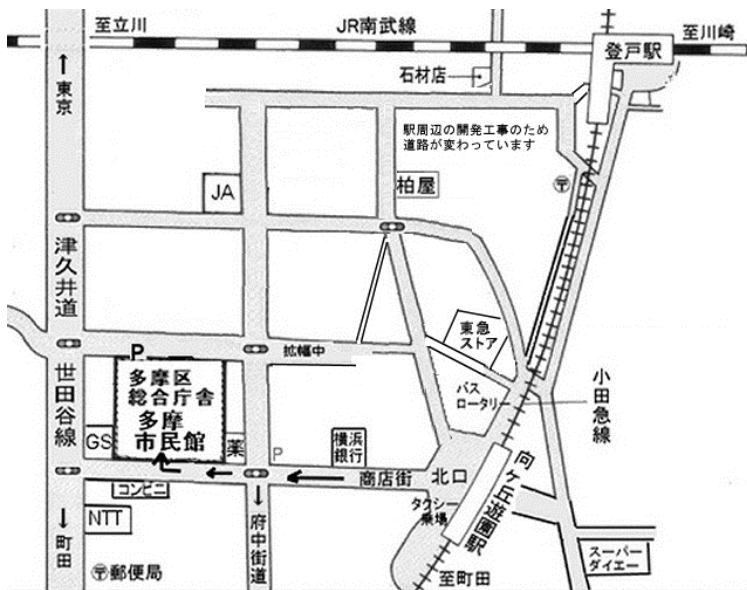 至立川
JR南武線
登戸駅
至川崎
石材店
↑
東京
駅周辺の開発工事のため
道路が変わっています
〒
JA
柏屋
津久井道
東急
ストア
P
拡幅中
多摩区
総合庁舎
多摩
市民館
世田谷線
バス
ロータリ
小田急線
GS
薬
P
横浜
銀行
商店街
北口
向ヶ丘遊園駅
コンビニ
タクシー
乗場
NTT
↓
町田
↓
府中街道
〒郵便局
至町田
スーパー
ダイエー